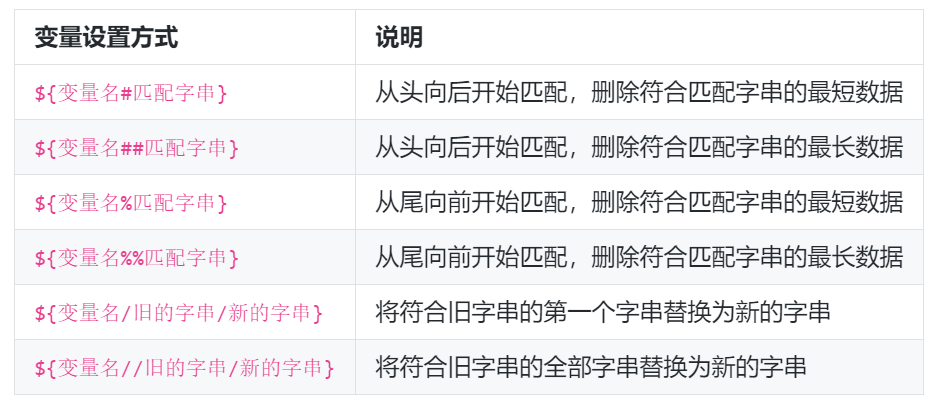 变量设置方式 说明
${变量名#匹配字串} 从头向后开始匹配，删除符合匹配字串的最短数据
${变量名##匹配字串} 从头向后开始匹配，删除符合匹配字串的最长数据
${变量名%匹配字串} 从尾向前开始匹配，删除符合匹配字串的最短数据
${变量名%%匹配字串} 从尾向前开始匹配，删除符合匹配字串的最长数据
${变量名/旧的字串/新的字串} 将符合旧字串的第一个字串替换为新的字串
${变量名//旧的字串/新的字串} 将符合旧字串的全部字串替换为新的字串